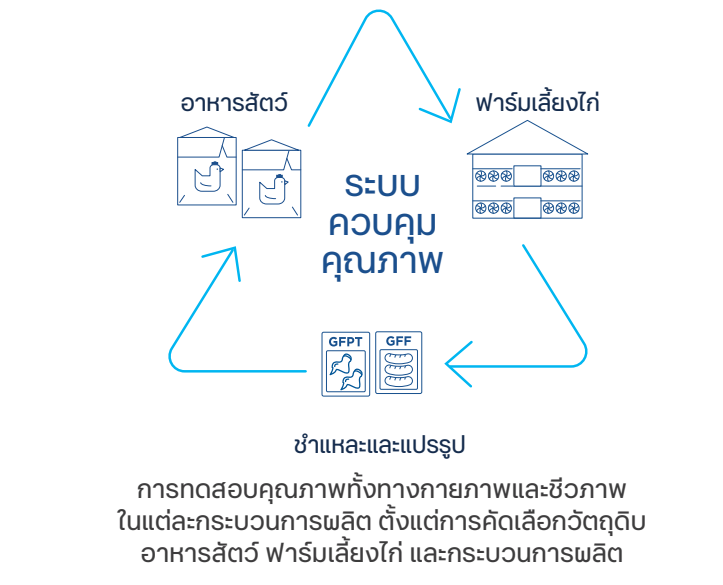 อาหารสัตว์
ฟาร์มเลี้ยงไก่
ระบบ
ควบคุม
คุณภาพ
GFPT
GFF
ชำแหละและแปรรูป
การทดสอบคุณภาพทั้งทางกายภาพและชีวภาพ
ในแต่ละกระบวนการผลิต ตั้งแต่การคัดเลือกวัตถุดิบ
อาหารสัตว์ ฟาร์มเลี้ยงไก่ และกระบวนการผลิต